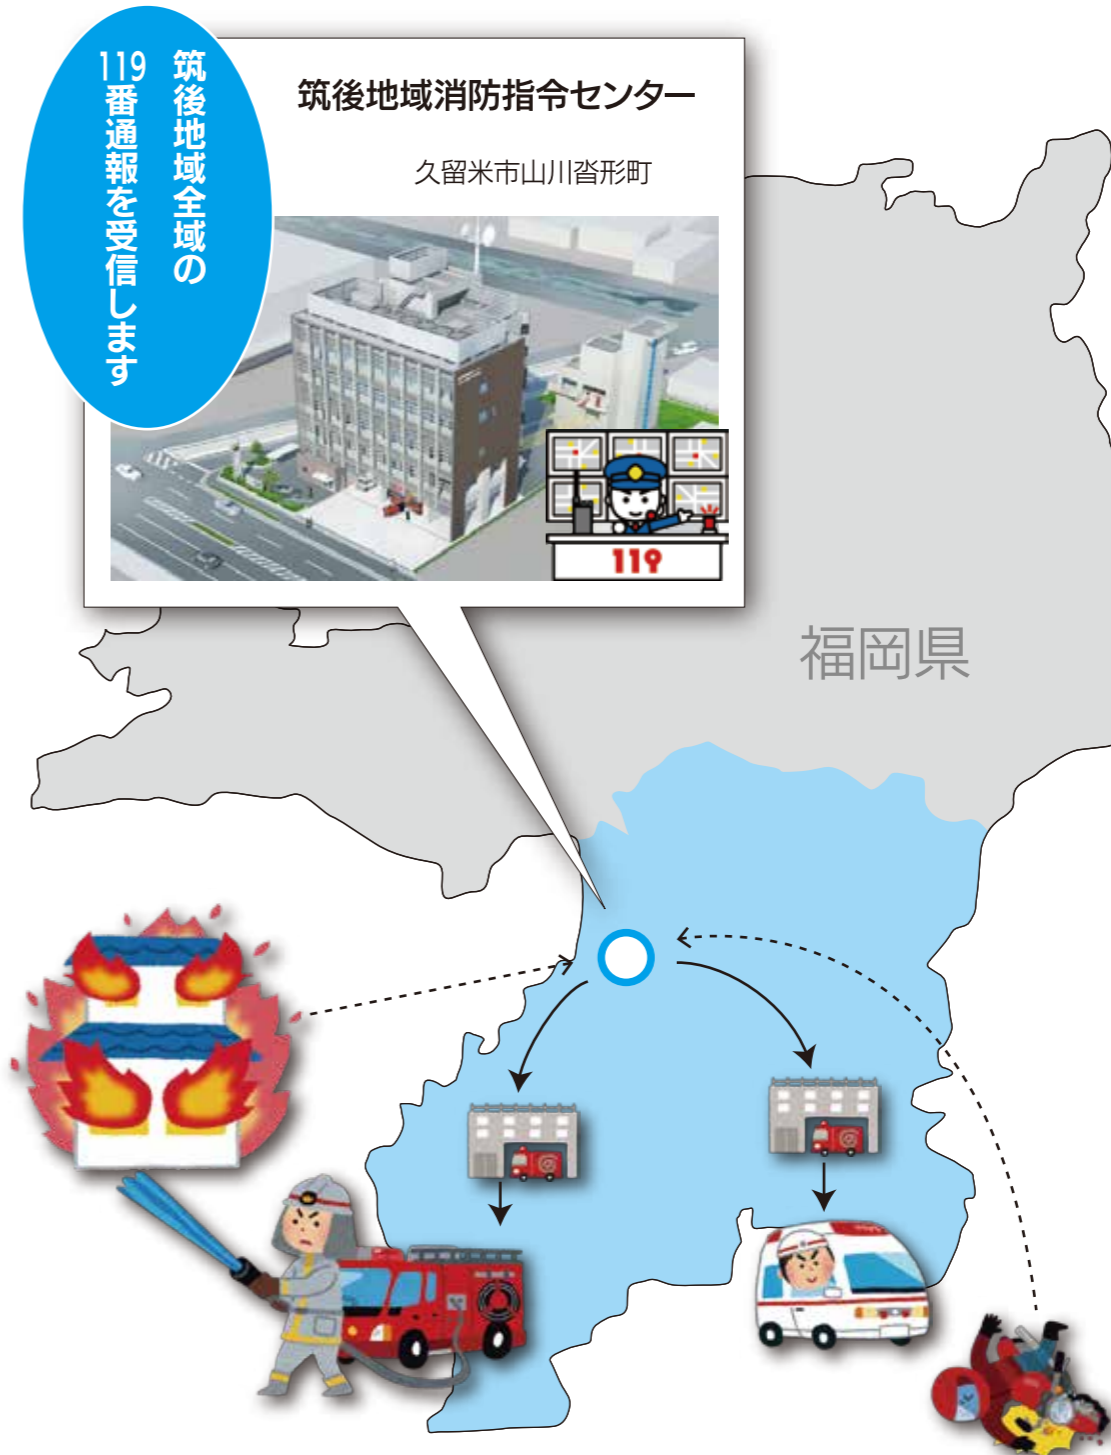 筑後地域全域の
119番通報を受信します
筑後地域消防指令センター
久留米市山川沓形町
119
福岡県